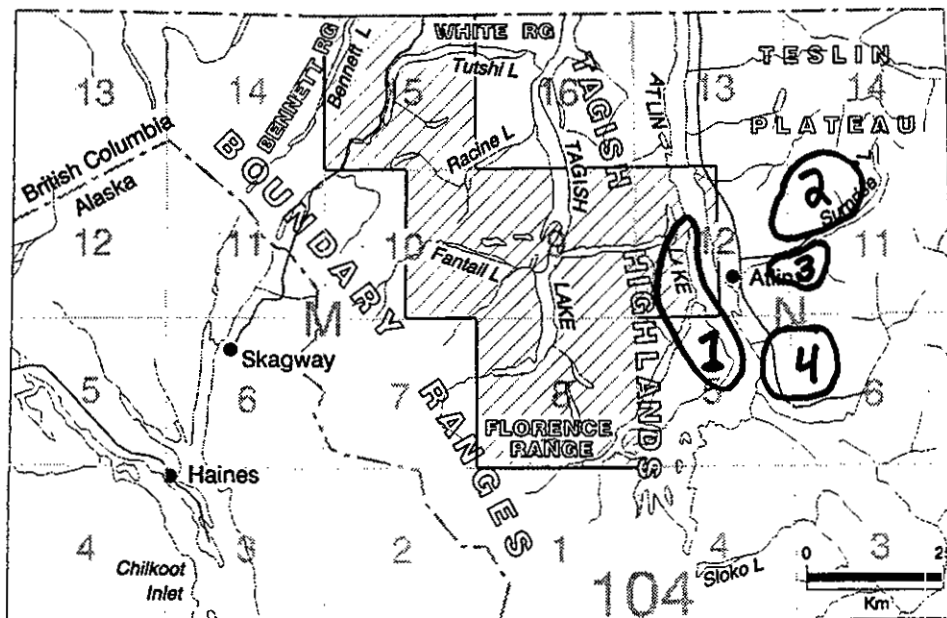 BENNETT RG
Bennett L
WHITE RG
Tutshi L
TAGISH
HIGHLANDS
ATLIN
LAKE
TESLIN
PLATEAU
13
14
15
16
13
14
British Columbia
Alaska
BOUNDARY
RANGES
Racine L
TAGISH
LAKE
2
Surprise L
12
11
10
Fantail L
12
11
3
Atlin
M
N
Skagway
1
4
5
6
7
8
5
6
FLORENCE
RANGE
Haines
4
3
2
1
4
3
Chilkoot
Inlet
104
Sloko L
0
Km